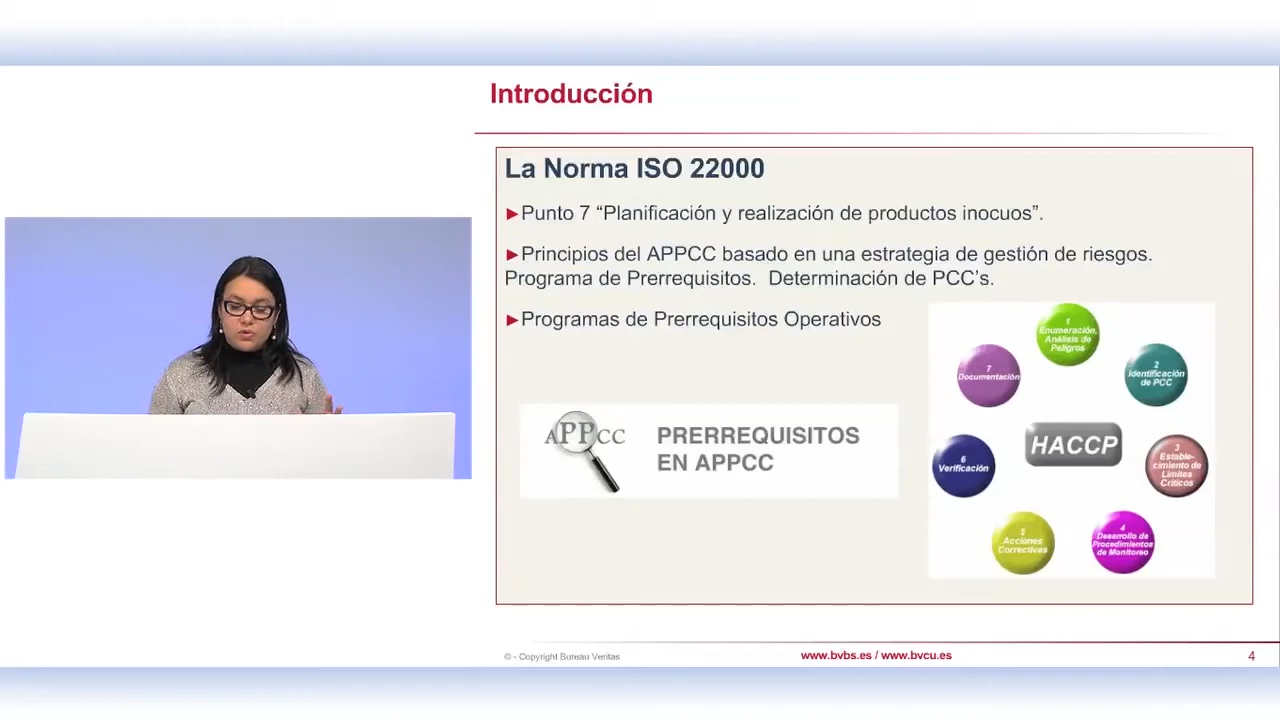 Introducción
La Norma ISO 22000
►Punto 7 “Planificación y realización de productos inocuos”.
►Principios del APPCC basado en una estrategia de gestión de riesgos.
Programa de Prerrequisitos.  Determinación de PCC’s.
►Programas de Prerrequisitos Operativos
APPCC
PRERREQUISITOS
EN APPCC
HACCP
1
Enumeración,
Análisis de
Peligros
2
Identificación
de PCC
3
Estable-
cimiento de
Límites
Críticos
4
Desarrollo de
Procedimientos
de Monitoreo
5
Acciones
Correctivas
6
Verificación
7
Documentación
© - Copyright Bureau Veritas
www.bvbs.es / www.bvcu.es
4